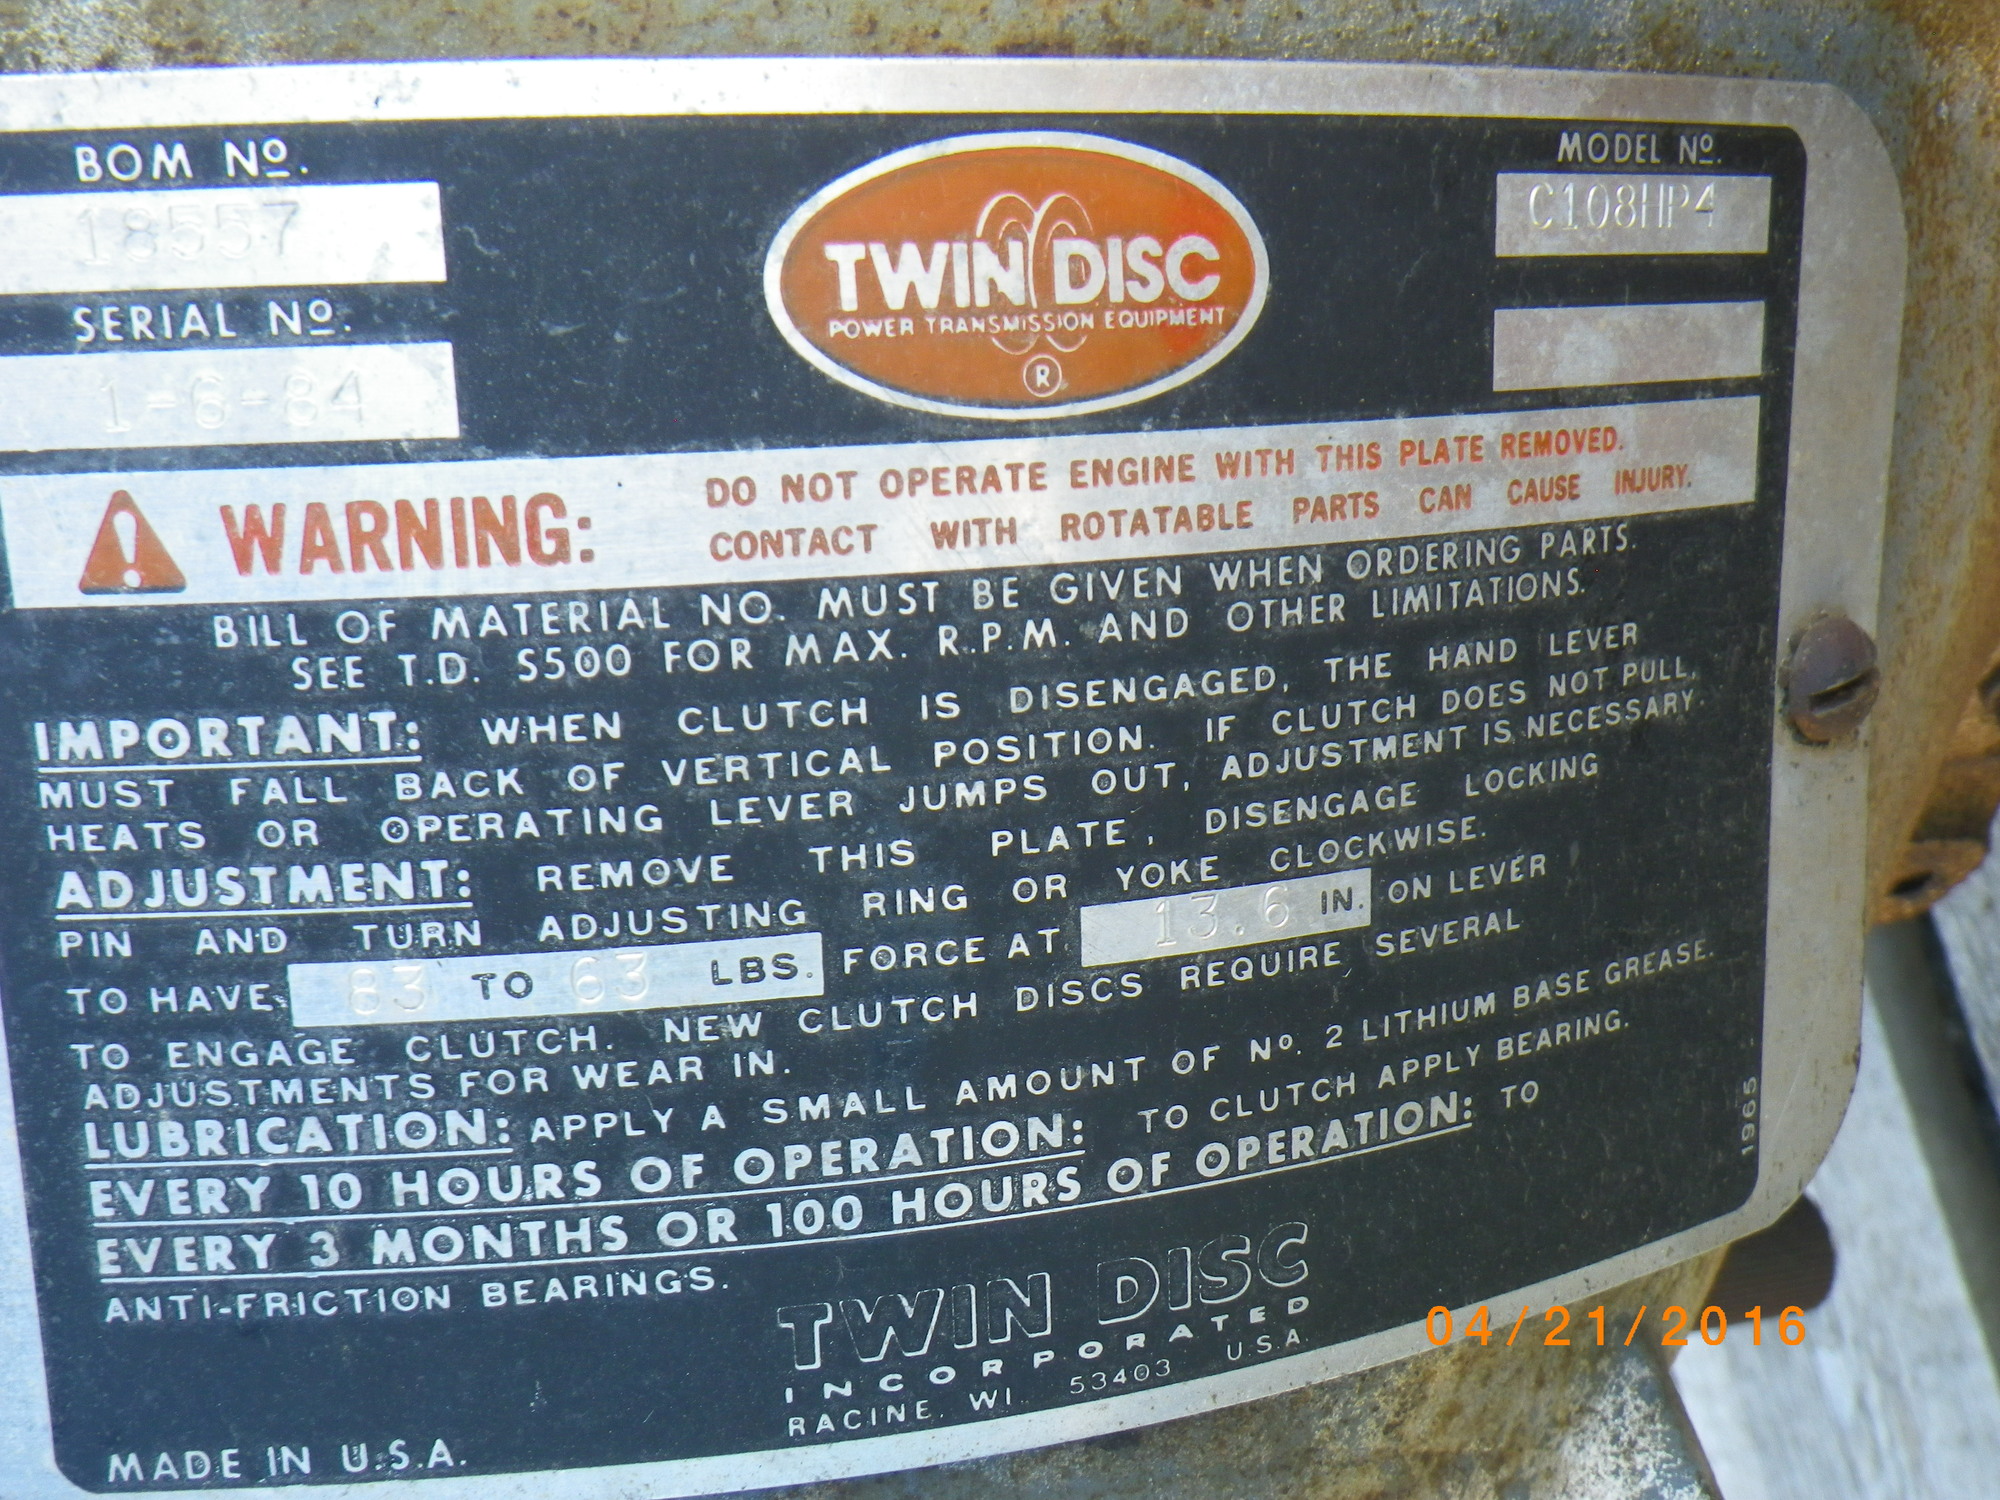 BOM Nº.
18557
SERIAL Nº.
1-6-84
TWIN DISC
POWER TRANSMISSION EQUIPMENT
®
MODEL Nº.
C108HP4
WARNING:
DO NOT OPERATE ENGINE WITH THIS PLATE REMOVED.
CONTACT WITH ROTATABLE PARTS CAN CAUSE INJURY.
BILL OF MATERIAL NO. MUST BE GIVEN WHEN ORDERING PARTS.
SEE T.D. S500 FOR MAX. R.P.M. AND OTHER LIMITATIONS.
IMPORTANT: WHEN CLUTCH IS DISENGAGED, THE HAND LEVER
MUST FALL BACK OF VERTICAL POSITION. IF CLUTCH DOES NOT PULL,
HEATS OR OPERATING LEVER JUMPS OUT, ADJUSTMENT IS NECESSARY.
ADJUSTMENT: REMOVE THIS PLATE, DISENGAGE LOCKING
PIN AND TURN ADJUSTING RING OR YOKE CLOCKWISE.
TO HAVE 83 TO 63 LBS. FORCE AT 13.6 IN. ON LEVER
TO ENGAGE CLUTCH. NEW CLUTCH DISCS REQUIRE SEVERAL
ADJUSTMENTS FOR WEAR IN.
LUBRICATION: APPLY A SMALL AMOUNT OF Nº. 2 LITHIUM BASE GREASE.
EVERY 10 HOURS OF OPERATION: TO CLUTCH APPLY BEARING.
EVERY 3 MONTHS OR 100 HOURS OF OPERATION: TO
ANTI-FRICTION BEARINGS.
1965
TWIN DISC
INCORPORATED
RACINE, WI. 53403 U.S.A.
MADE IN U.S.A.
04/21/2016